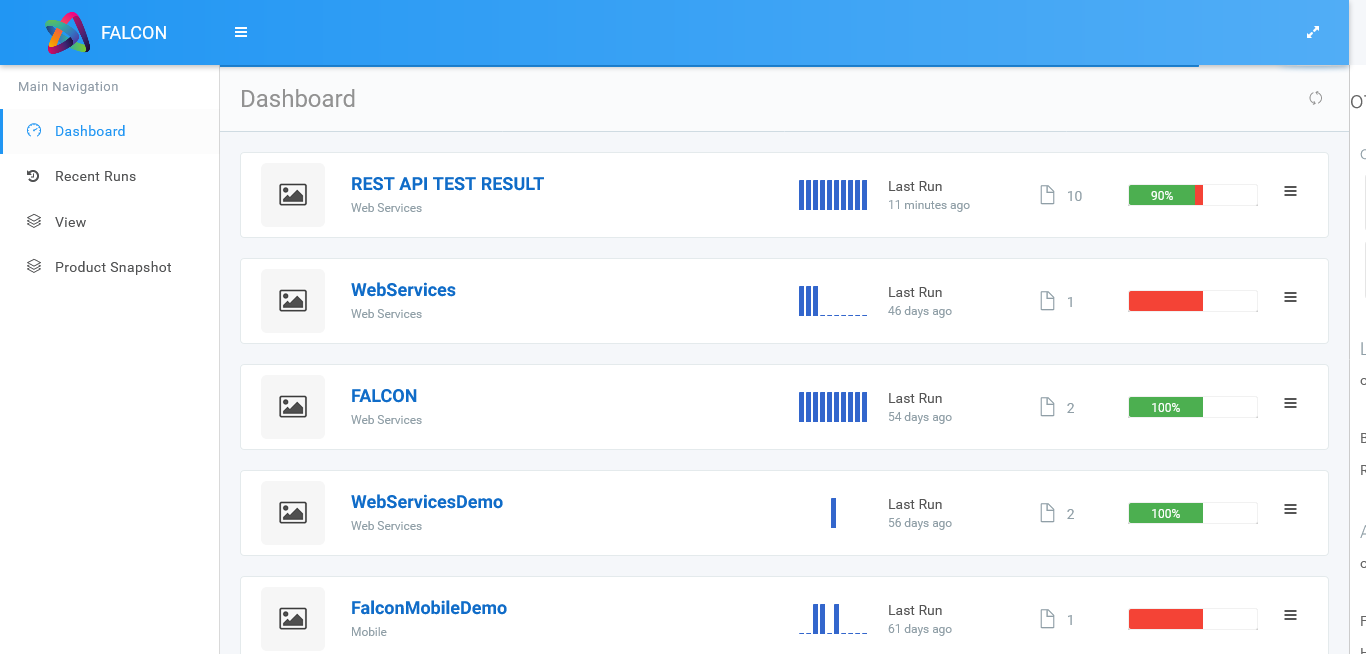 FALCON
Main Navigation
Dashboard
Recent Runs
View
Product Snapshot
Dashboard
REST API TEST RESULT
Web Services
Last Run
11 minutes ago
10
90%
WebServices
Web Services
Last Run
46 days ago
1
FALCON
Web Services
Last Run
54 days ago
2
100%
WebServicesDemo
Web Services
Last Run
56 days ago
2
100%
FalconMobileDemo
Mobile
Last Run
61 days ago
1